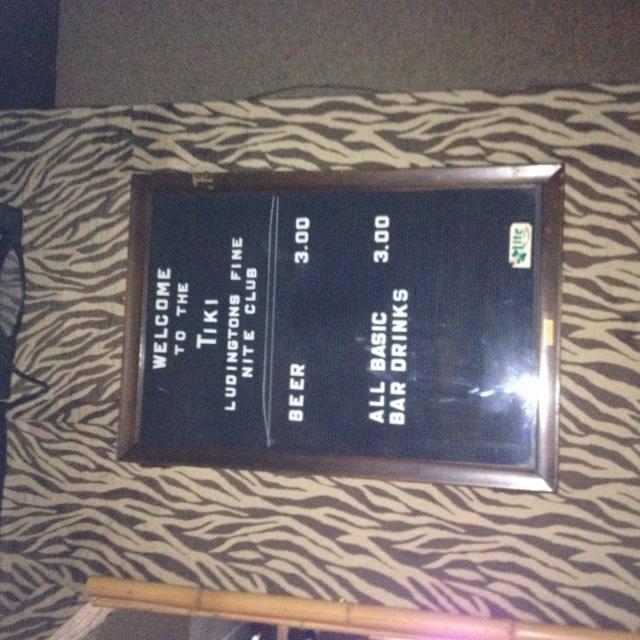 WELCOME
TO THE
TIKI
LUDINGTONS FINE
NITE CLUB
BEER 3.00
ALL BASIC
BAR DRINKS 3.00